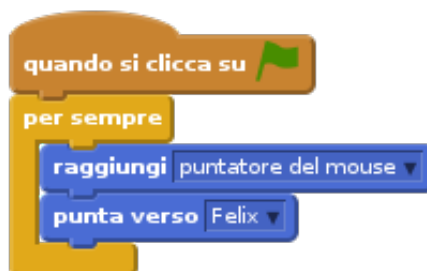 quando si clicca su
per sempre
raggiungi puntatore del mouse
punta verso Felix